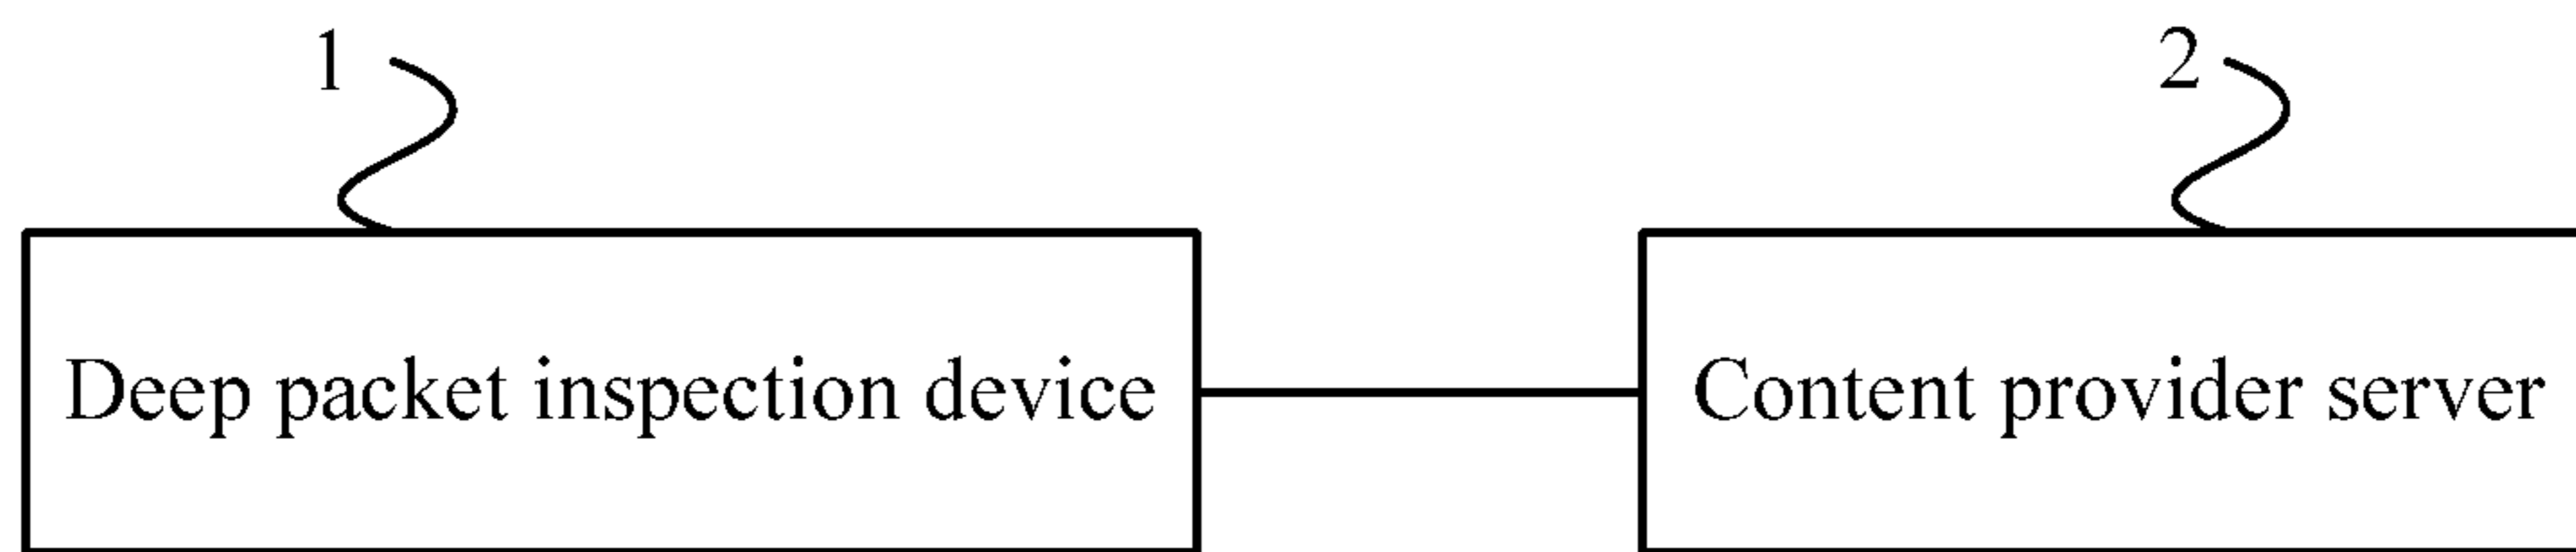 1
2
Deep packet inspection device
Content provider server